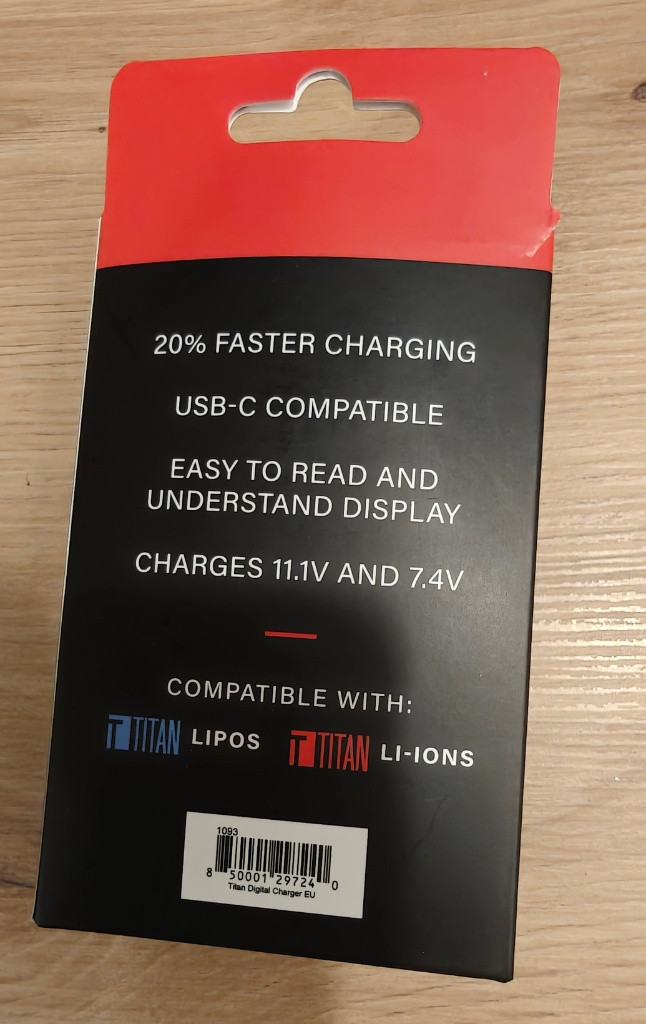 20% FASTER CHARGING
USB-C COMPATIBLE
EASY TO READ AND
UNDERSTAND DISPLAY
CHARGES 11.1V AND 7.4V
COMPATIBLE WITH:
T TITAN LIPOS T TITAN LI-IONS
1093
8 50001 29724 0
Titan Digital Charger EU